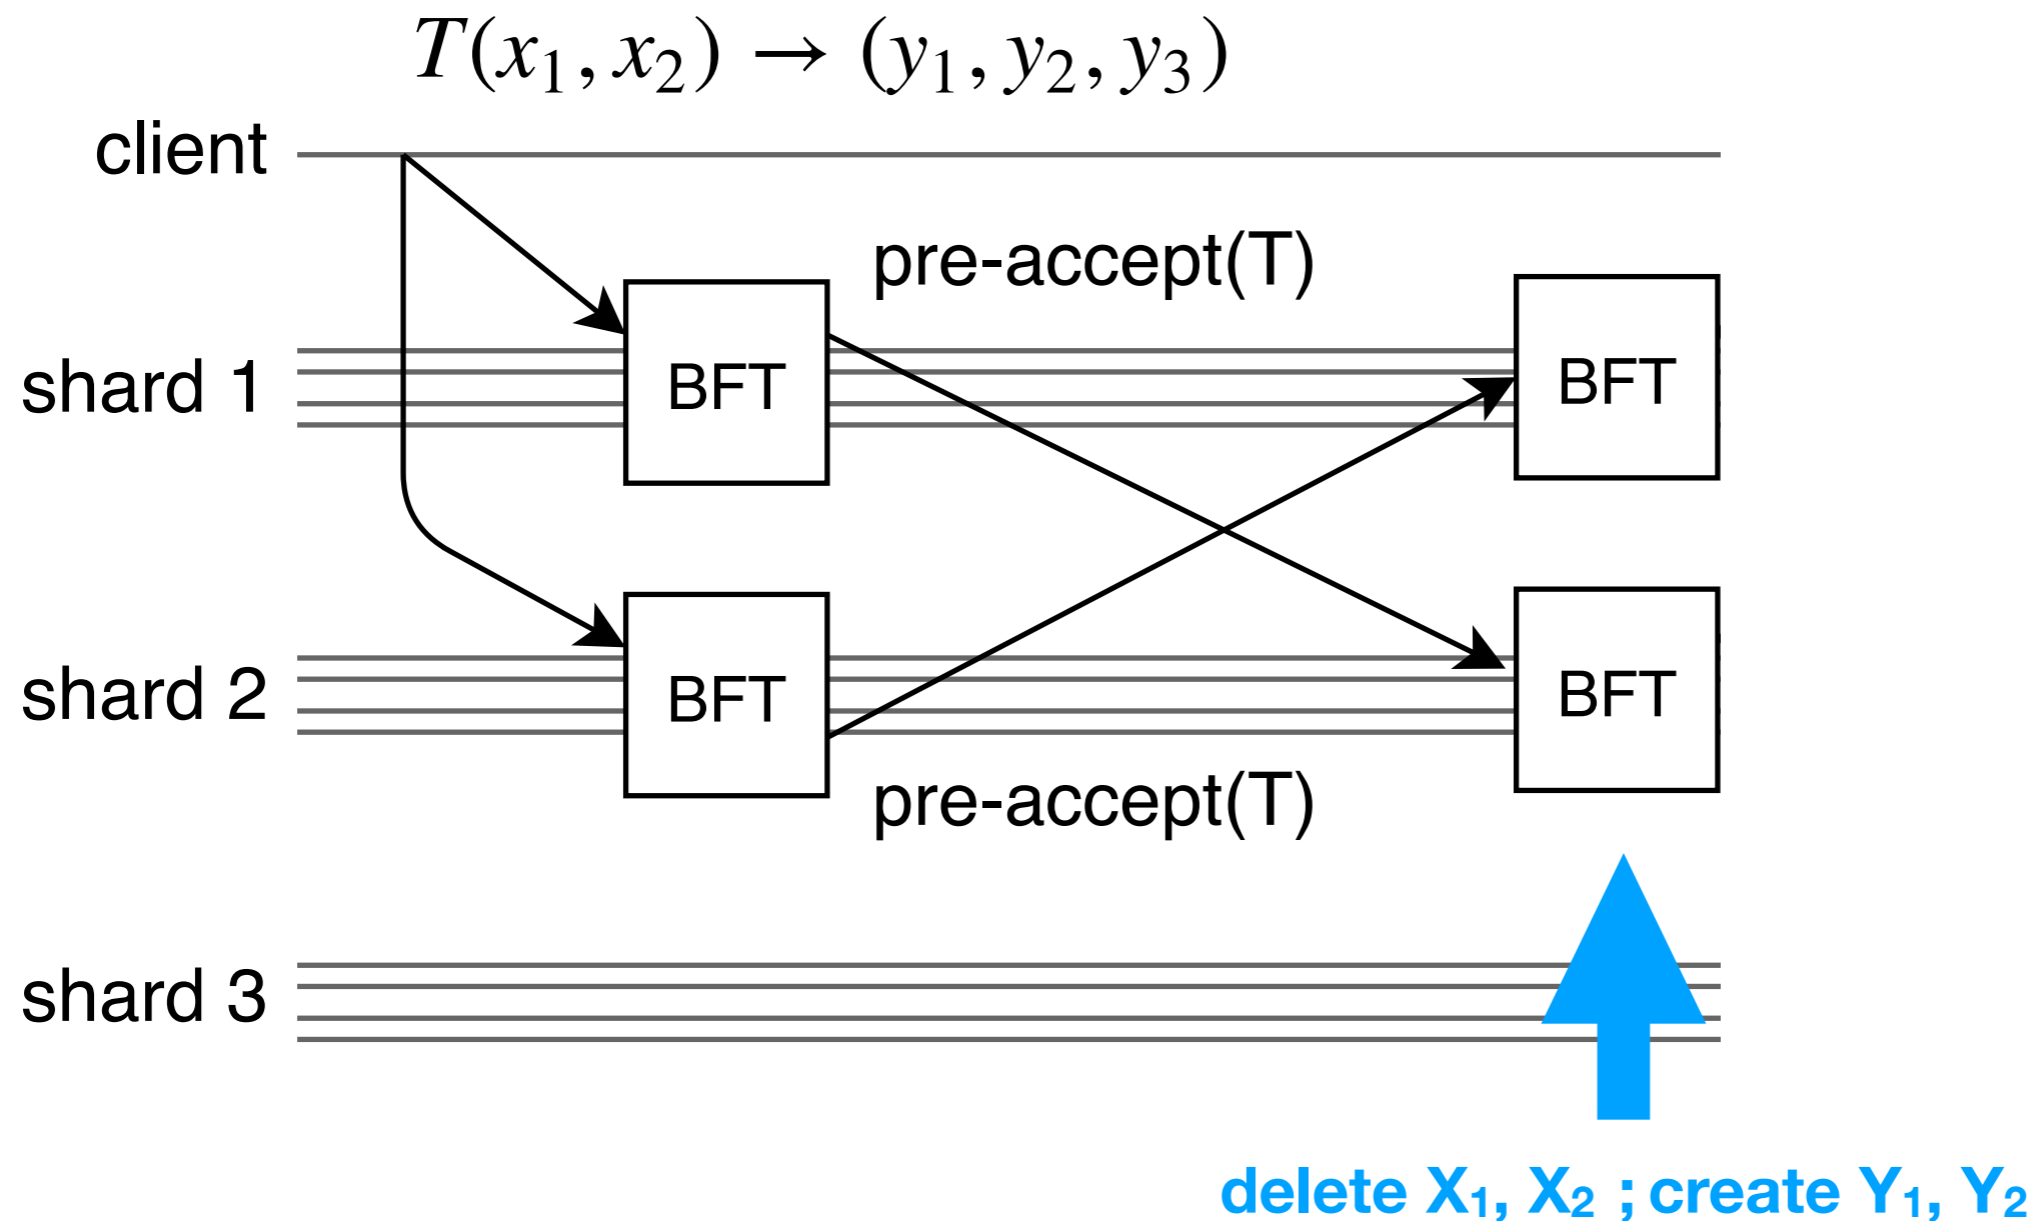 T(x₁, x₂) → (y₁, y₂, y₃)
client
pre-accept(T)
shard 1
BFT
BFT
shard 2
BFT
BFT
pre-accept(T)
shard 3
delete X₁, X₂ ; create Y₁, Y₂